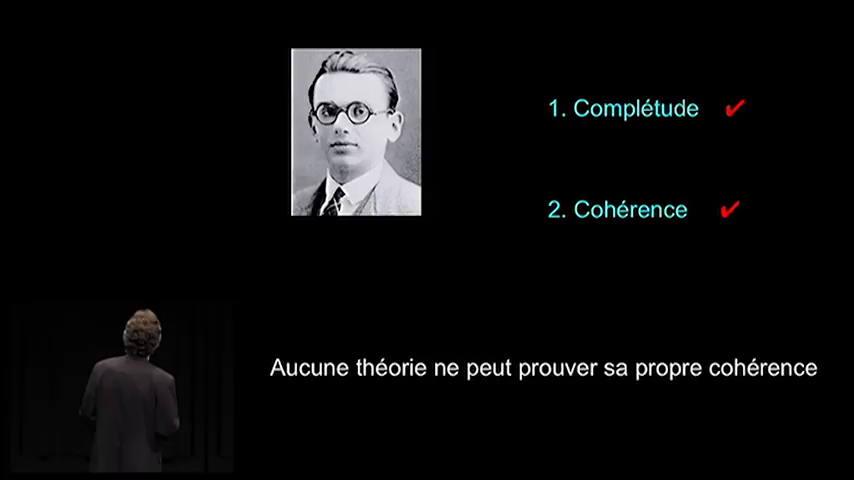 1. Complétude ✔
2. Cohérence ✔
Aucune théorie ne peut prouver sa propre cohérence